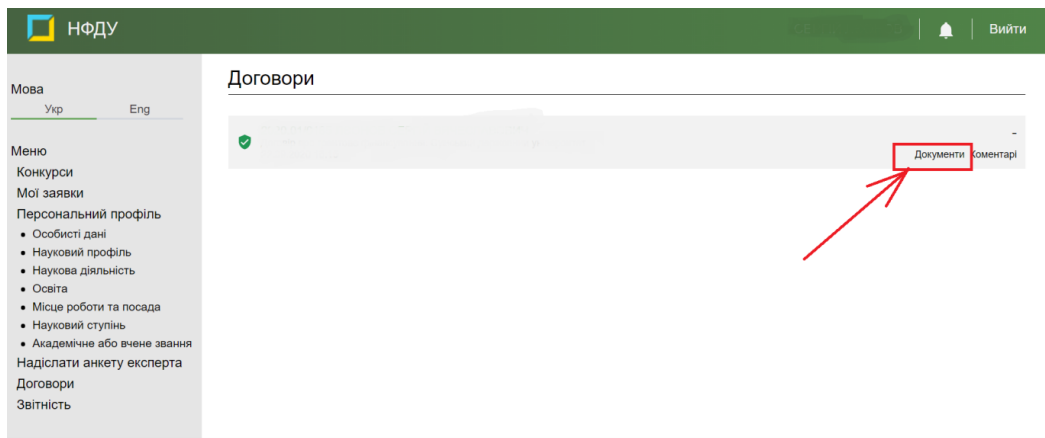 НФДУ
Вийти
Мова
Укр Eng
Меню
Конкурси
Мої заявки
Персональний профіль
Особисті дані
Науковий профіль
Наукова діяльність
Освіта
Місце роботи та посада
Науковий ступінь
Академічне або вчене звання
Надіслати анкету експерта
Договори
Звітність
Договори
-
Документи Коментарі